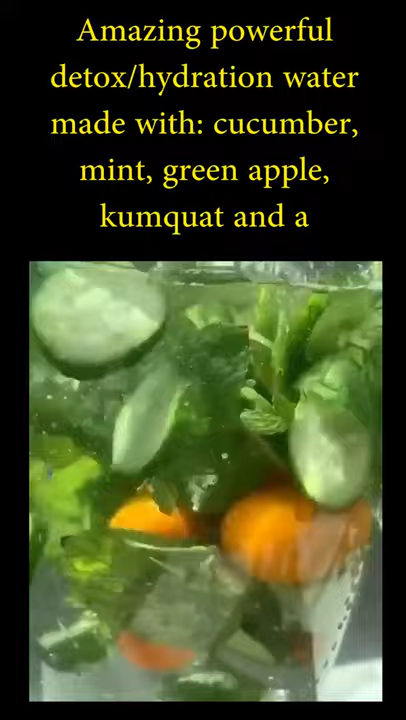 Amazing powerful
detox/hydration water
made with: cucumber,
mint, green apple,
kumquat and a